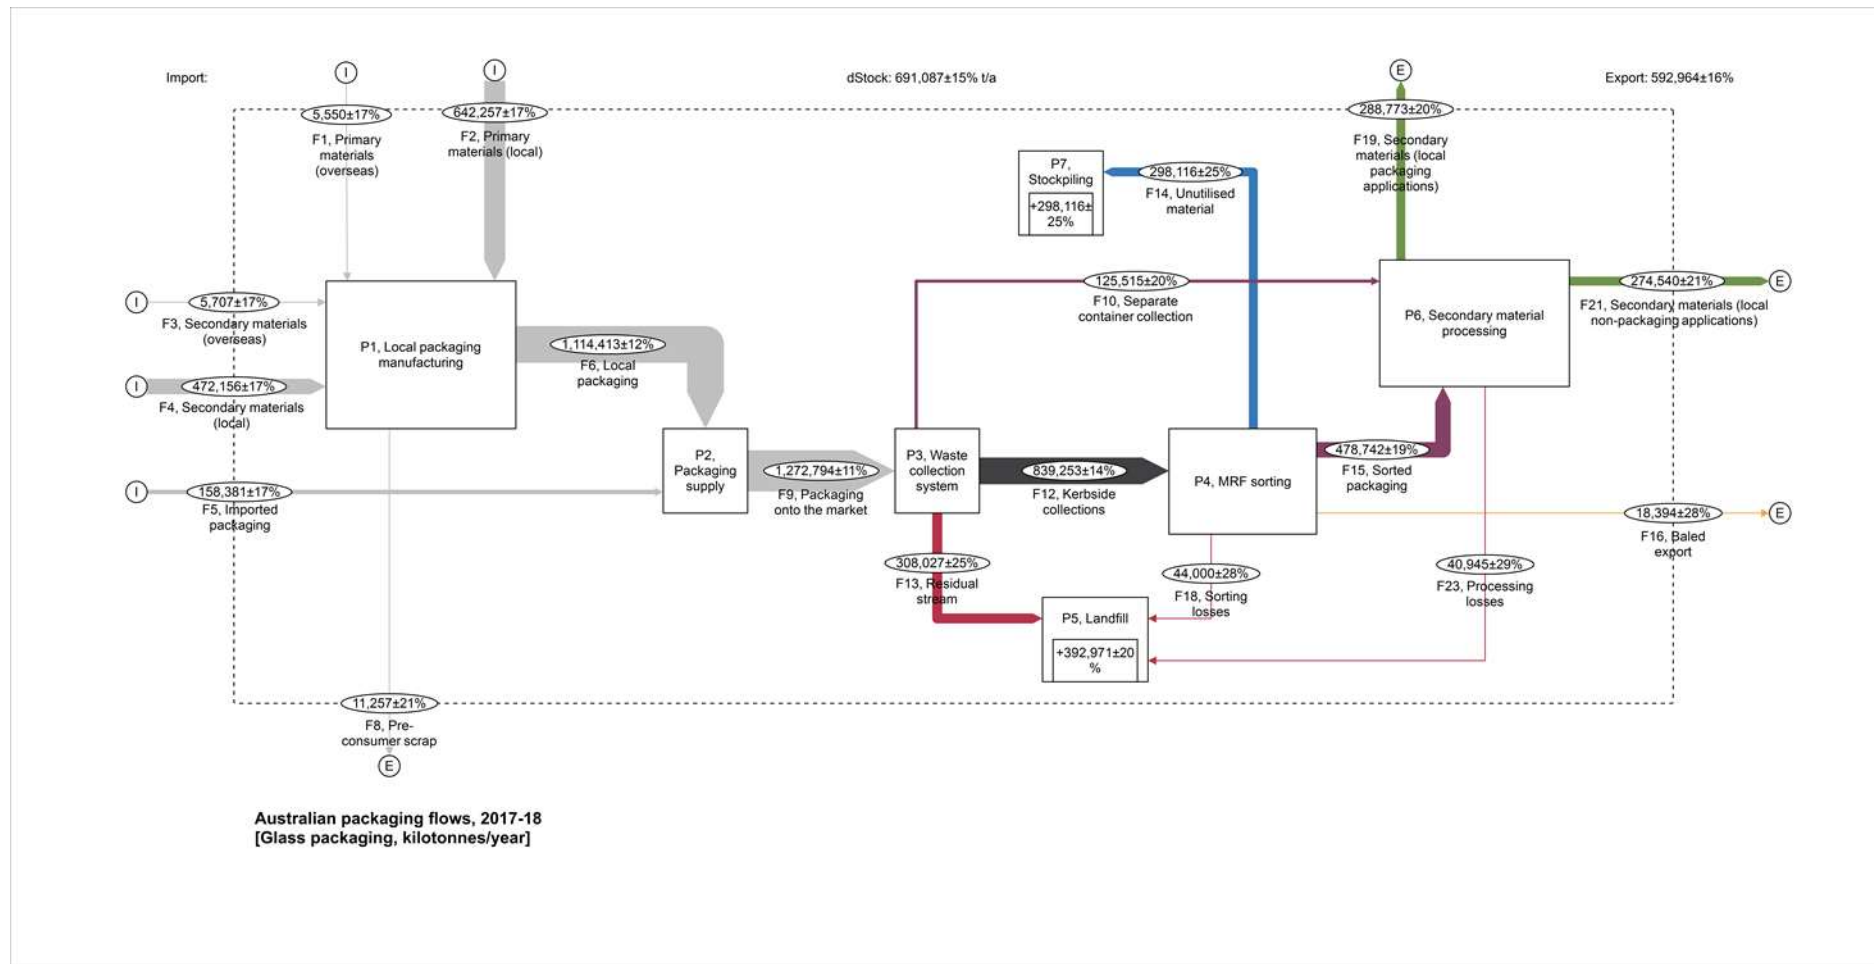 Import:
I
I
dStock: 691,087±15% t/a
E
Export: 592,964±16%
5,550±17%
F1, Primary
materials
(overseas)
642,257±17%
F2, Primary
materials (local)
288,773±20%
F19, Secondary
materials (local
packaging
applications)
P7,
Stockpiling
+298,116±
25%
298,116±25%
F14, Unutilised
material
I
5,707±17%
F3, Secondary materials
(overseas)
P1, Local packaging
manufacturing
I
472,156±17%
F4, Secondary materials
(local)
1,114,413±12%
F6, Local
packaging
125,515±20%
F10, Separate
container collection
P6, Secondary material
processing
274,540±21%
E
F21, Secondary materials (local
non-packaging applications)
I
158,381±17%
F5, Imported
packaging
P2,
Packaging
supply
1,272,794±11%
F9, Packaging
onto the market
P3, Waste
collection
system
839,253±14%
F12, Kerbside
collections
P4, MRF sorting
478,742±19%
F15, Sorted
packaging
18,394±28%
E
F16, Baled
export
308,027±25%
F13, Residual
stream
44,000±28%
F18, Sorting
losses
40,945±29%
F23, Processing
losses
P5, Landfill
+392,971±20
%
11,257±21%
F8, Pre-
consumer scrap
E
Australian packaging flows, 2017-18
[Glass packaging, kilotonnes/year]